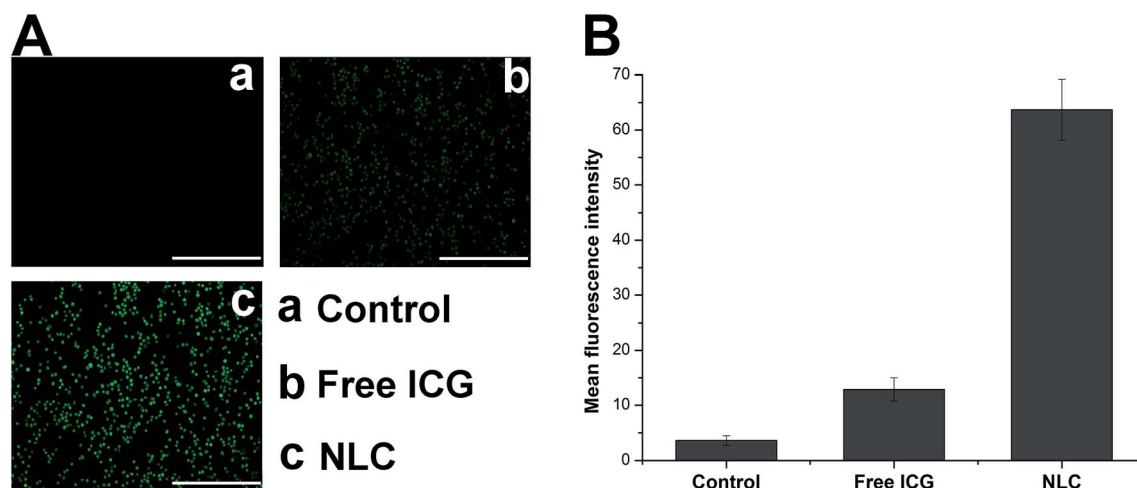 A
a
b
c
a Control
b Free ICG
c NLC
B
Mean fluorescence intensity
70
60
50
40
30
20
10
0
Control Free ICG NLC